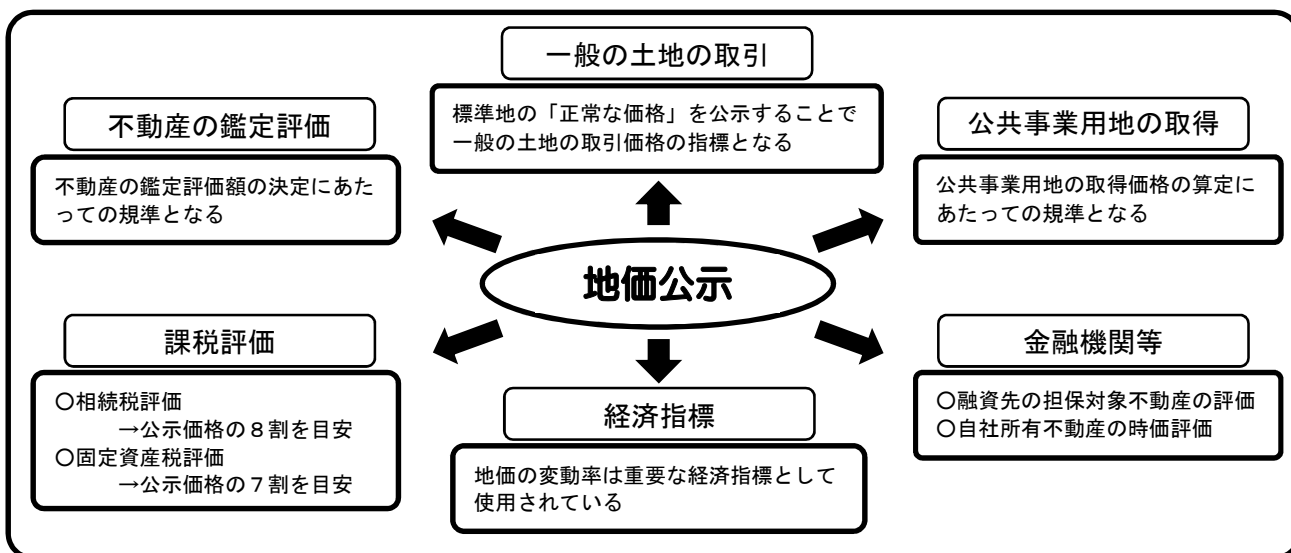 一般の土地の取引
標準地の「正常な価格」を公示することで
一般の土地の取引価格の指標となる
不動産の鑑定評価
不動産の鑑定評価額の決定にあた
っての規準となる
公共事業用地の取得
公共事業用地の取得価格の算定に
あたっての規準となる
地価公示
課税評価
○相続税評価
→公示価格の8割を目安
○固定資産税評価
→公示価格の7割を目安
経済指標
地価の変動率は重要な経済指標として
使用されている
金融機関等
○融資先の担保対象不動産の評価
○自社所有不動産の時価評価